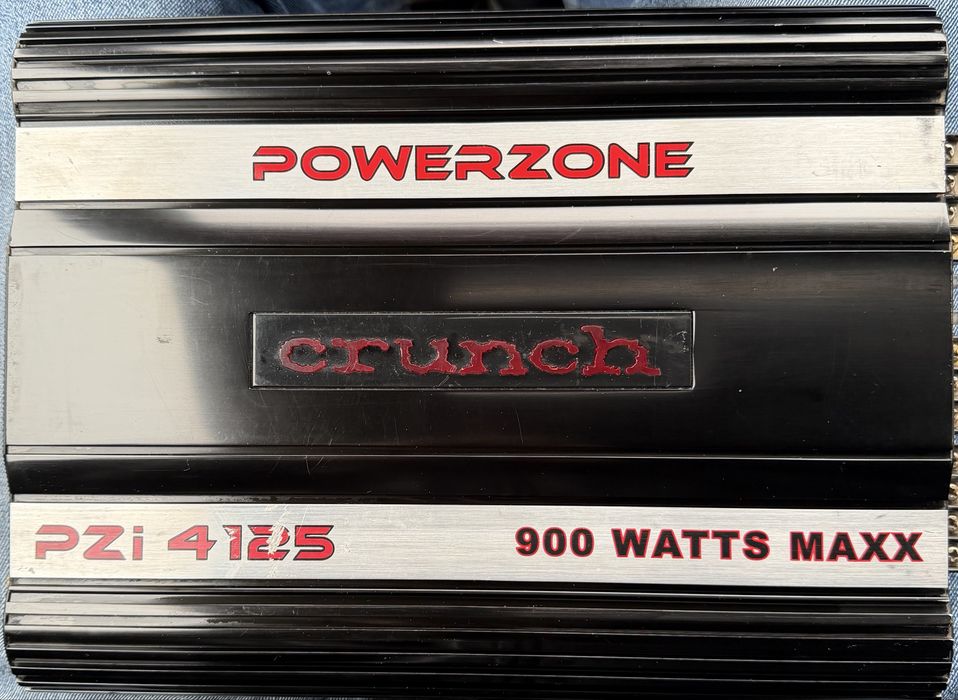 POWERZONE
crunch
PZi 4125 900 WATTS MAXX